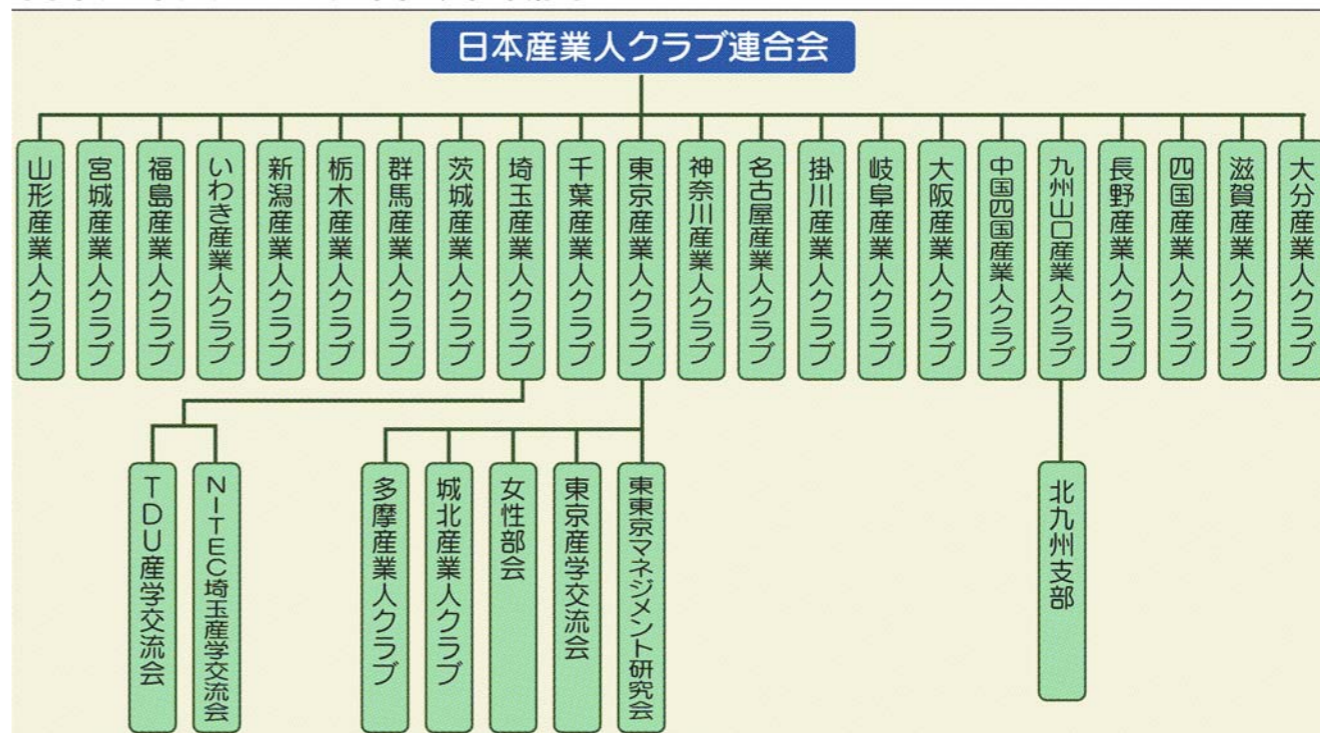 日本産業人クラブ連合会
山形産業人クラブ
宮城産業人クラブ
福島産業人クラブ
いわき産業人クラブ
新潟産業人クラブ
栃木産業人クラブ
群馬産業人クラブ
茨城産業人クラブ
埼玉産業人クラブ
千葉産業人クラブ
東京産業人クラブ
神奈川産業人クラブ
名古屋産業人クラブ
掛川産業人クラブ
岐阜産業人クラブ
大阪産業人クラブ
中国四国産業人クラブ
九州山口産業人クラブ
長野産業人クラブ
四国産業人クラブ
滋賀産業人クラブ
大分産業人クラブ
TDU産学交流会
NITEC埼玉産学交流会
多摩産業人クラブ
城北産業人クラブ
女性部会
東京産学交流会
東東京マネジメント研究会
北九州支部